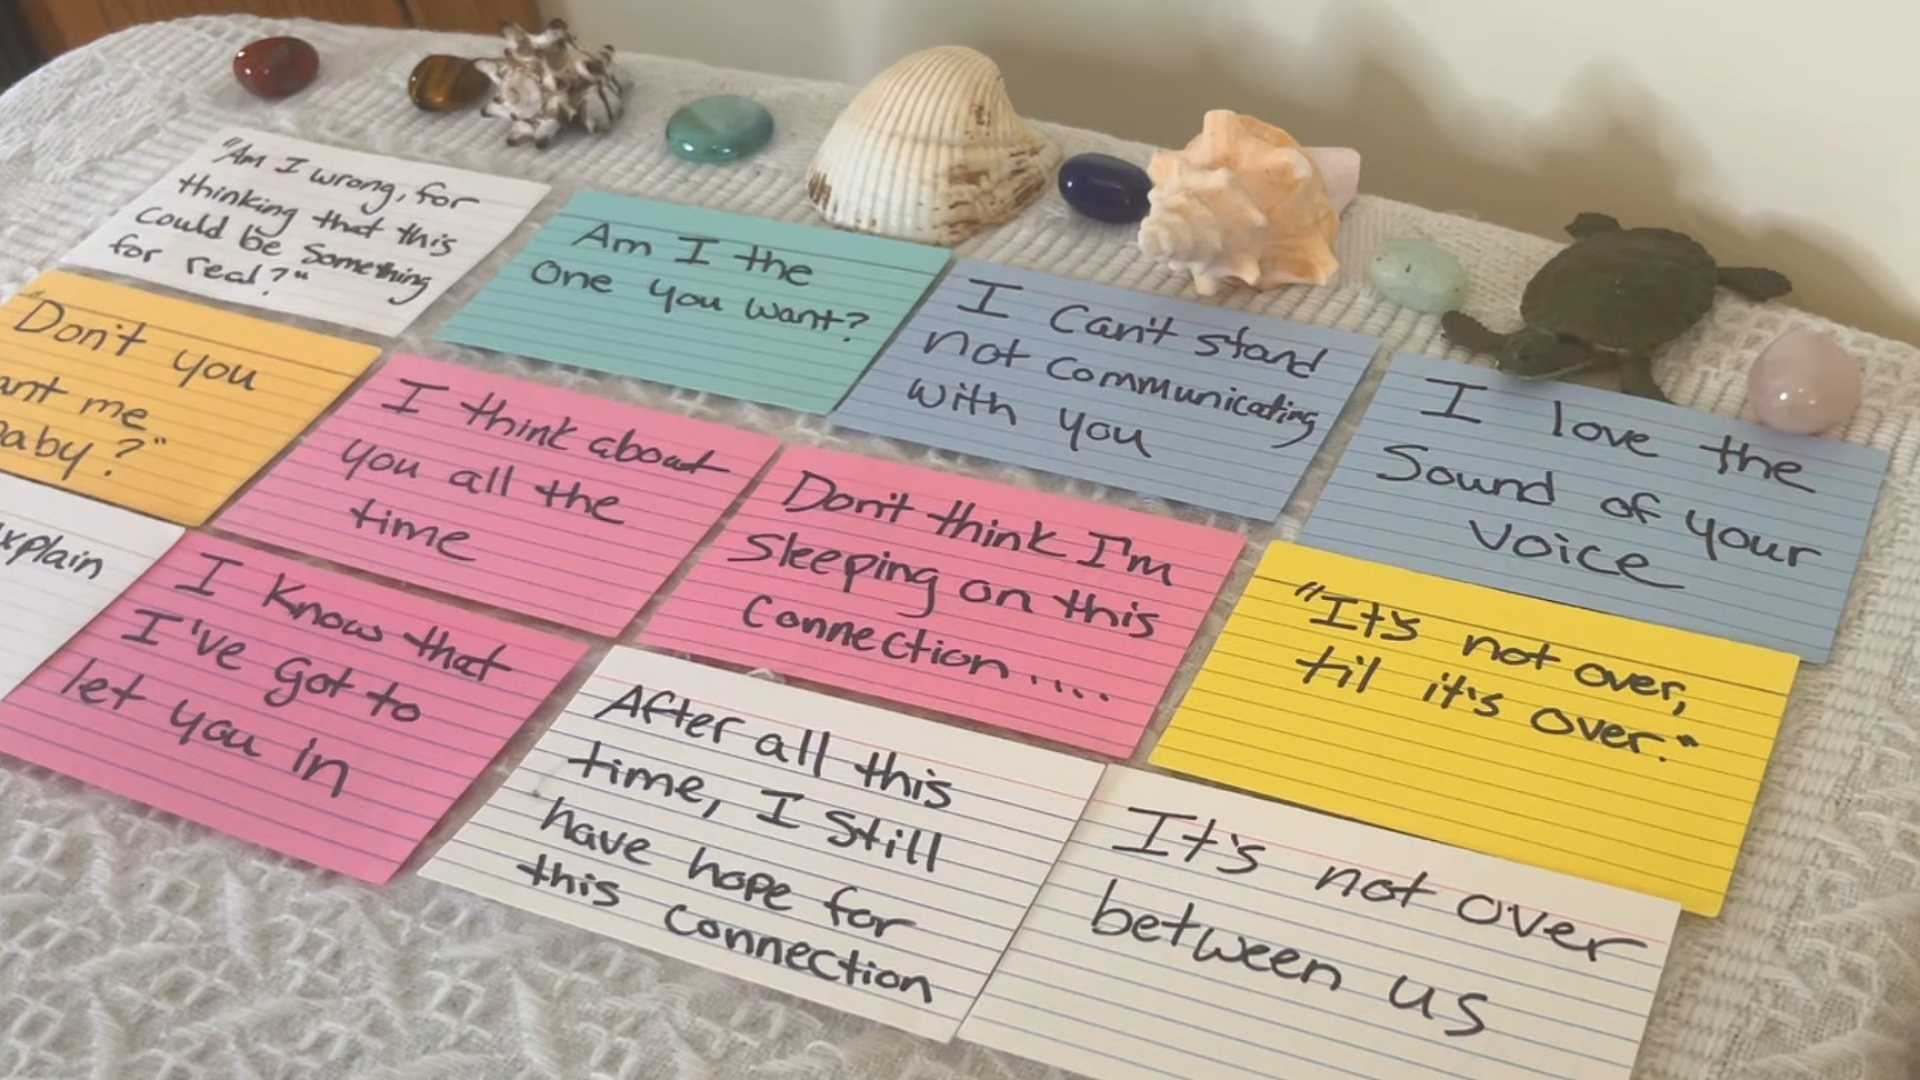 "Am I wrong, for
thinking that this
could be something
for real?"
Am I the
one you want?
I can't stand
not communicating
with you
I love the
Sound of your
voice
"Don't you
me
?"
I think about
you all the
time
Don't think I'm
sleeping on this
connection.....
"It's not over,
til it's over."
I know that
I've got to
let you in
After all this
time, I still
have hope for
this connection
It's not over
between us